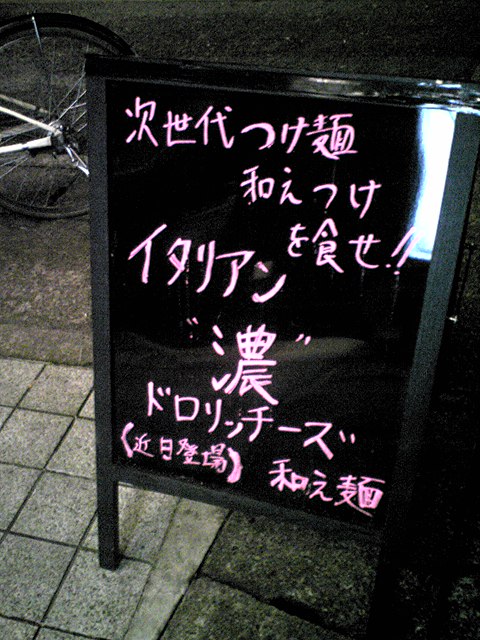 次世代つけ麺
和えつけ
を食せ!!
イタリアン
"濃"
ドロリッチーズ
(近日登場)
和え麺